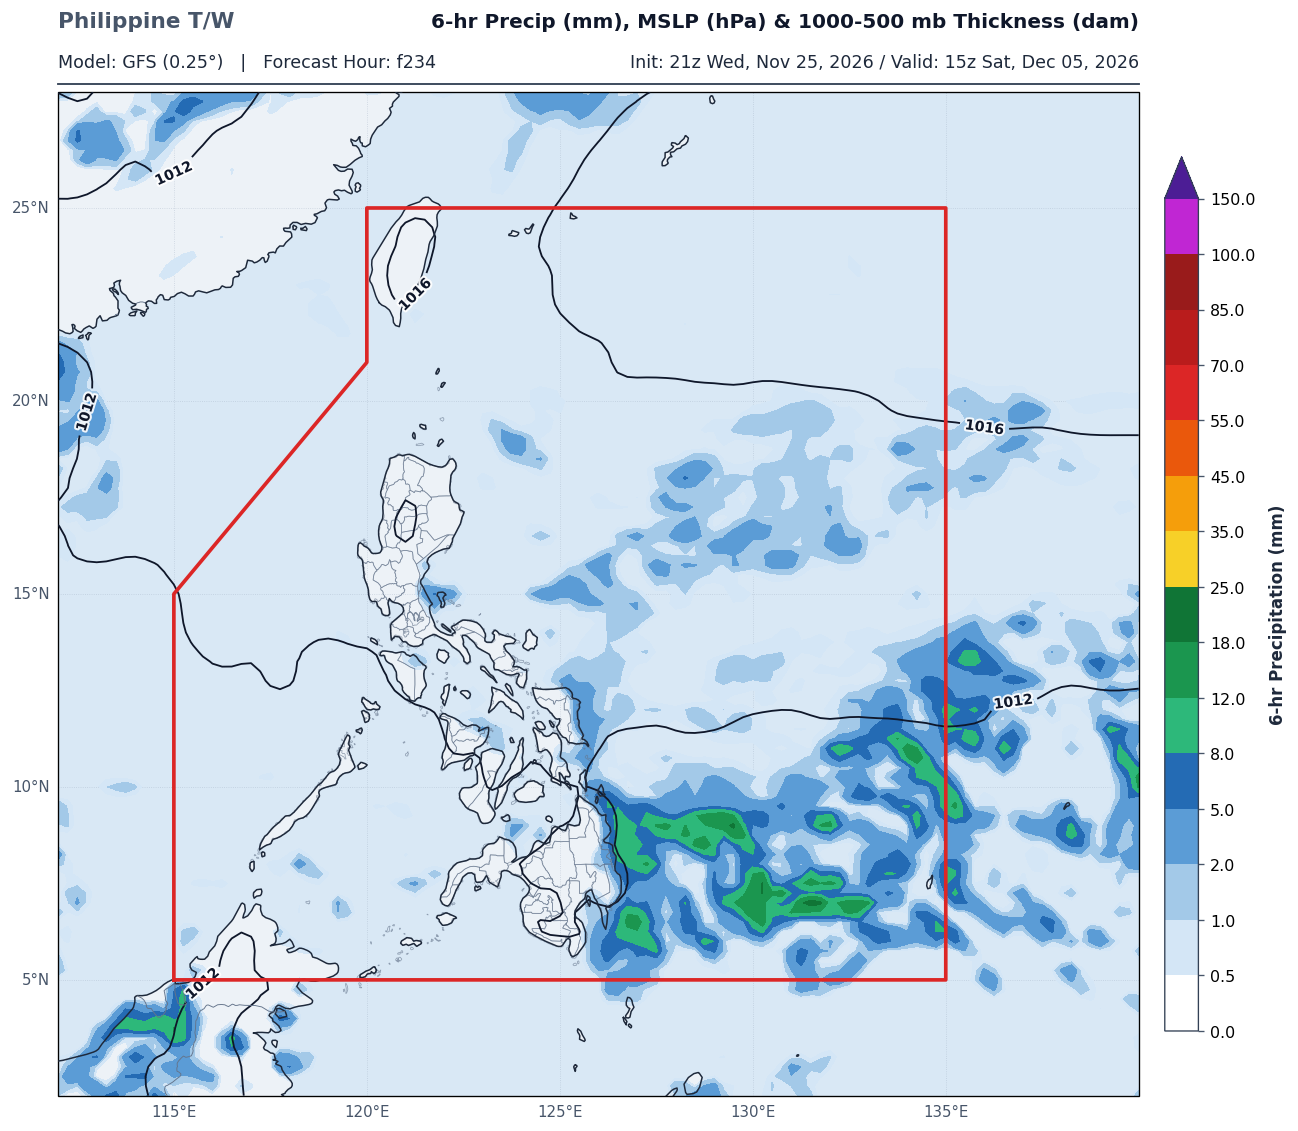 Philippine T/W
6-hr Precip (mm), MSLP (hPa) & 1000-500 mb Thickness (dam)
Model: GFS (0.25°) | Forecast Hour: f234
Init: 21z Wed, Nov 25, 2026 / Valid: 15z Sat, Dec 05, 2026
1012
25°N
1016
150.0
100.0
85.0
70.0
20°N
1012
1016
55.0
45.0
35.0
15°N
25.0
18.0
12.0
1012
10°N
8.0
5.0
2.0
1.0
5°N
1012
0.5
0.0
6-hr Precipitation (mm)
115°E
120°E
125°E
130°E
135°E